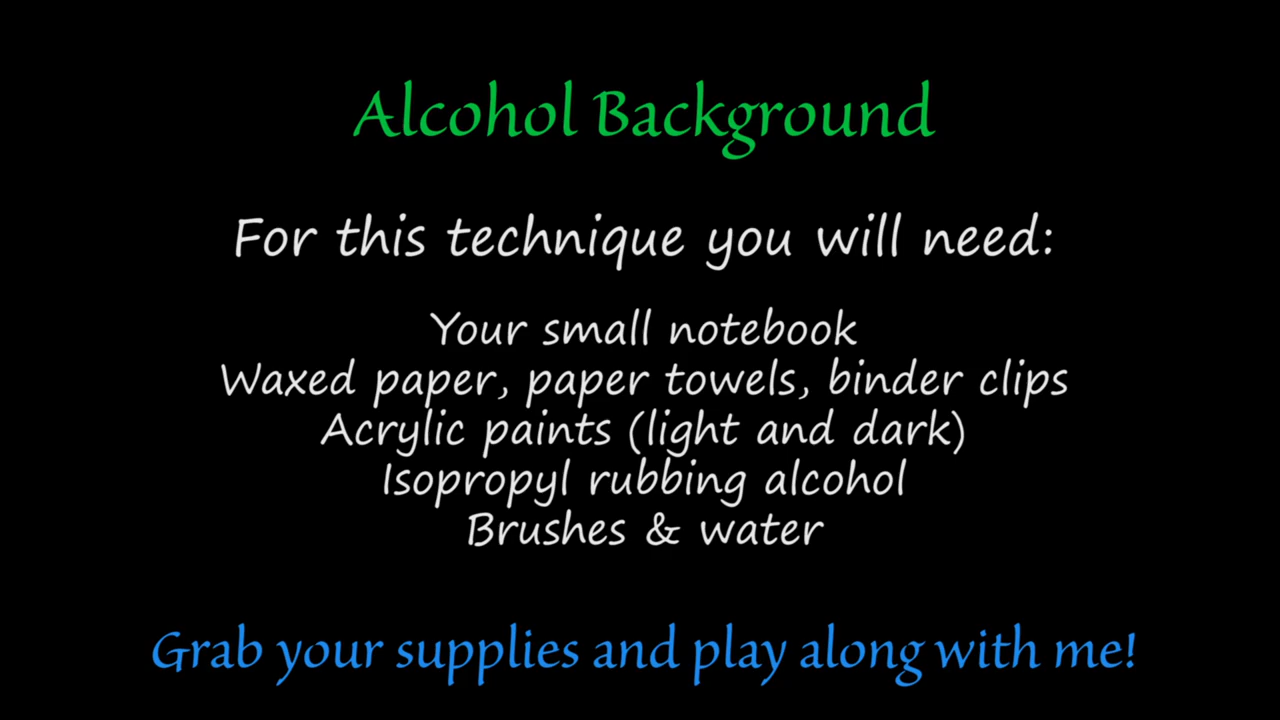 Alcohol Background
For this technique you will need:
Your small notebook
Waxed paper, paper towels, binder clips
Acrylic paints (light and dark)
Isopropyl rubbing alcohol
Brushes & water
Grab your supplies and play along with me!